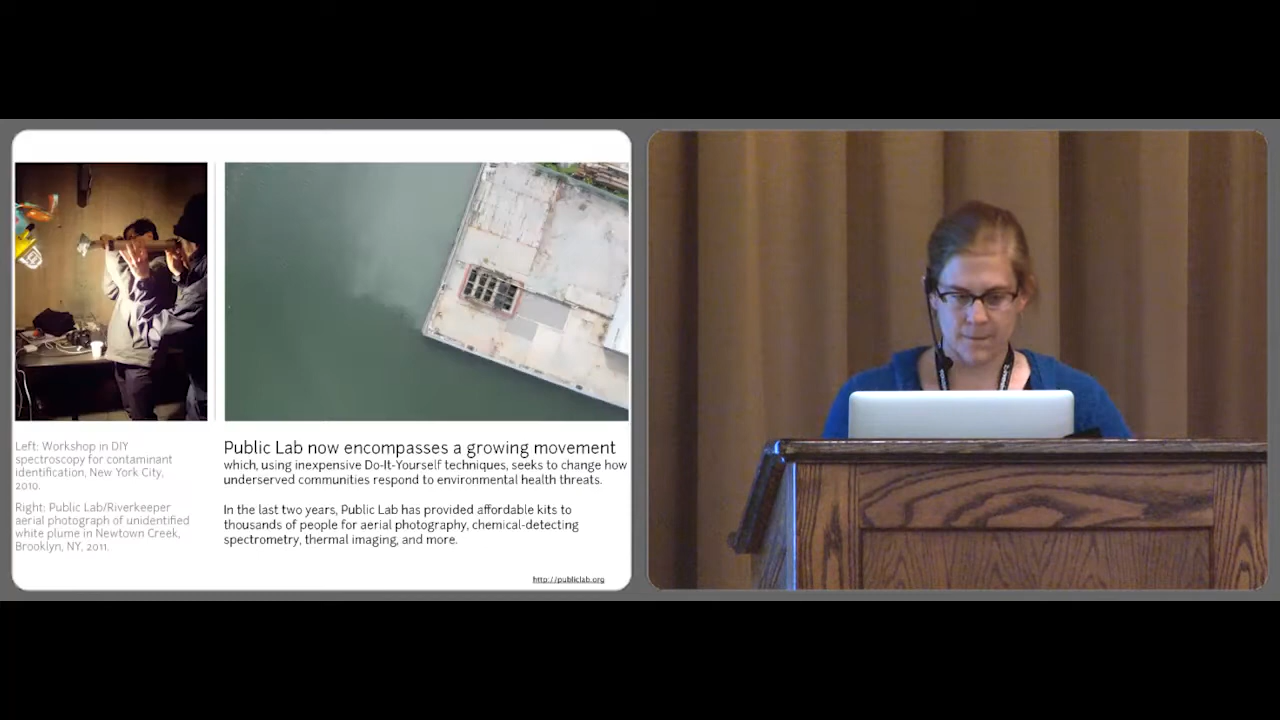 Left: Workshop in DIY
spectroscopy for contaminant
identification, New York City,
2010.
Right: Public Lab/Riverkeeper
aerial photograph of unidentified
white plume in Newtown Creek,
Brooklyn, NY, 2011.
Public Lab now encompasses a growing movement
which, using inexpensive Do-It-Yourself techniques, seeks to change how
underserved communities respond to environmental health threats.
In the last two years, Public Lab has provided affordable kits to
thousands of people for aerial photography, chemical-detecting
spectrometry, thermal imaging, and more.
http://publiclab.org